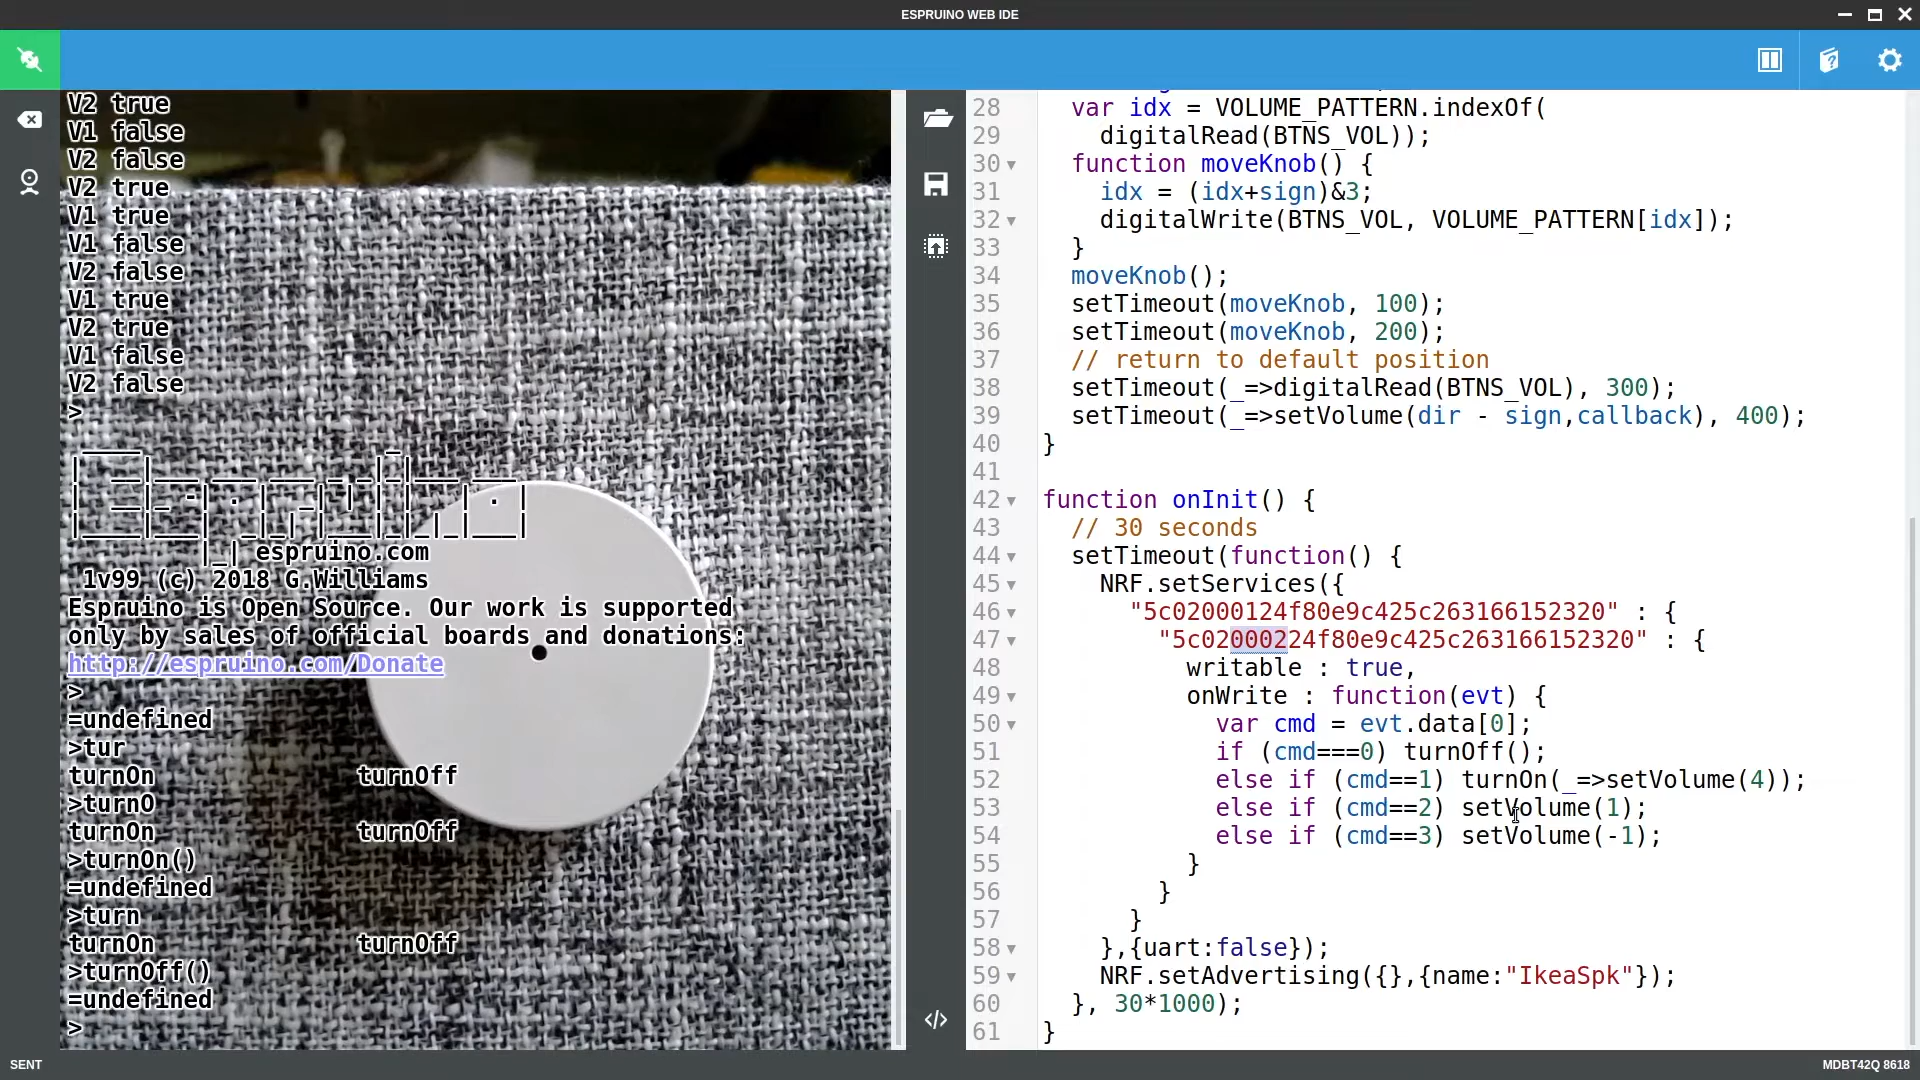 ESPRUINO WEB IDE
V2 true
V1 false
V2 false
V2 true
V1 true
V1 false
V2 false
V1 true
V2 true
V1 false
V2 false
>
espruino.com
1v99 (c) 2018 G.Williams
Espruino is Open Source. Our work is supported
only by sales of official boards and donations:
http://espruino.com/Donate
>
=undefined
>tur
turnOn turnOff
>turnO
turnOn turnOff
>turnOn()
=undefined
>turn
turnOn turnOff
>turnOff()
=undefined
>
28 var idx = VOLUME_PATTERN.indexOf(
29 digitalRead(BTNS_VOL));
30 function moveKnob() {
31 idx = (idx+sign)&3;
32 digitalWrite(BTNS_VOL, VOLUME_PATTERN[idx]);
33 }
34 moveKnob();
35 setTimeout(moveKnob, 100);
36 setTimeout(moveKnob, 200);
37 // return to default position
38 setTimeout(_=>digitalRead(BTNS_VOL), 300);
39 setTimeout(_=>setVolume(dir - sign,callback), 400);
40 }
41
42 function onInit() {
43 // 30 seconds
44 setTimeout(function() {
45 NRF.setServices({
46 "5c02000124f80e9c425c263166152320" : {
47 "5c02000224f80e9c425c263166152320" : {
48 writable : true,
49 onWrite : function(evt) {
50 var cmd = evt.data[0];
51 if (cmd===0) turnOff();
52 else if (cmd==1) turnOn(_=>setVolume(4));
53 else if (cmd==2) setVolume(1);
54 else if (cmd==3) setVolume(-1);
55 }
56 }
57 }
58 },{uart:false});
59 NRF.setAdvertising({},{name:"IkeaSpk"});
60 }, 30*1000);
61 }
SENT
MDBT42Q 8618